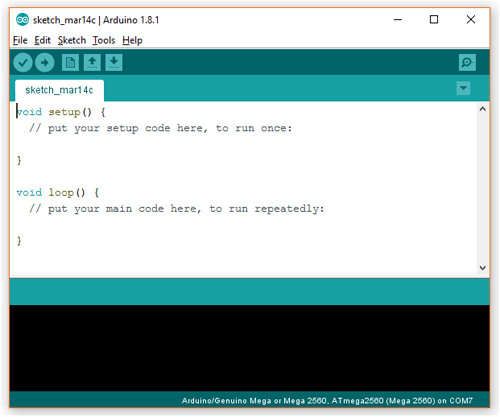 sketch_mar14c | Arduino 1.8.1
File Edit Sketch Tools Help
sketch_mar14c
void setup() {
  // put your setup code here, to run once:
}
void loop() {
  // put your main code here, to run repeatedly:
}
Arduino/Genuino Mega or Mega 2560, ATmega2560 (Mega 2560) on COM7